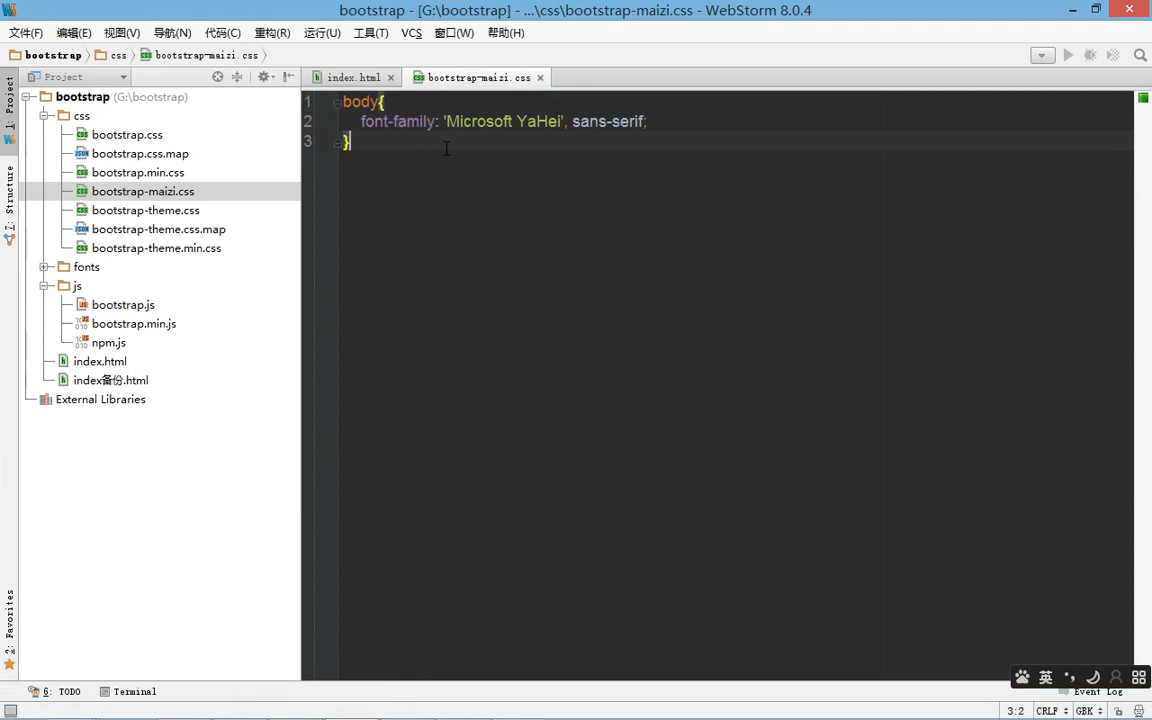 bootstrap - [G:\bootstrap] - ...\css\bootstrap-maizi.css - WebStorm 8.0.4
文件(F) 编辑(E) 视图(V) 导航(N) 代码(C) 重构(R) 运行(U) 工具(T) VCS 窗口(W) 帮助(H)
bootstrap css bootstrap-maizi.css
Project
index.html bootstrap-maizi.css
1: Project
7: Structure
2: Favorites
bootstrap (G:\bootstrap)
css
bootstrap.css
bootstrap.css.map
bootstrap.min.css
bootstrap-maizi.css
bootstrap-theme.css
bootstrap-theme.css.map
bootstrap-theme.min.css
fonts
js
bootstrap.js
bootstrap.min.js
npm.js
index.html
index备份.html
External Libraries
1 body{
2 font-family: 'Microsoft YaHei', sans-serif;
3 }
英
6: TODO Terminal Event Log
3:2 CRLF GBK